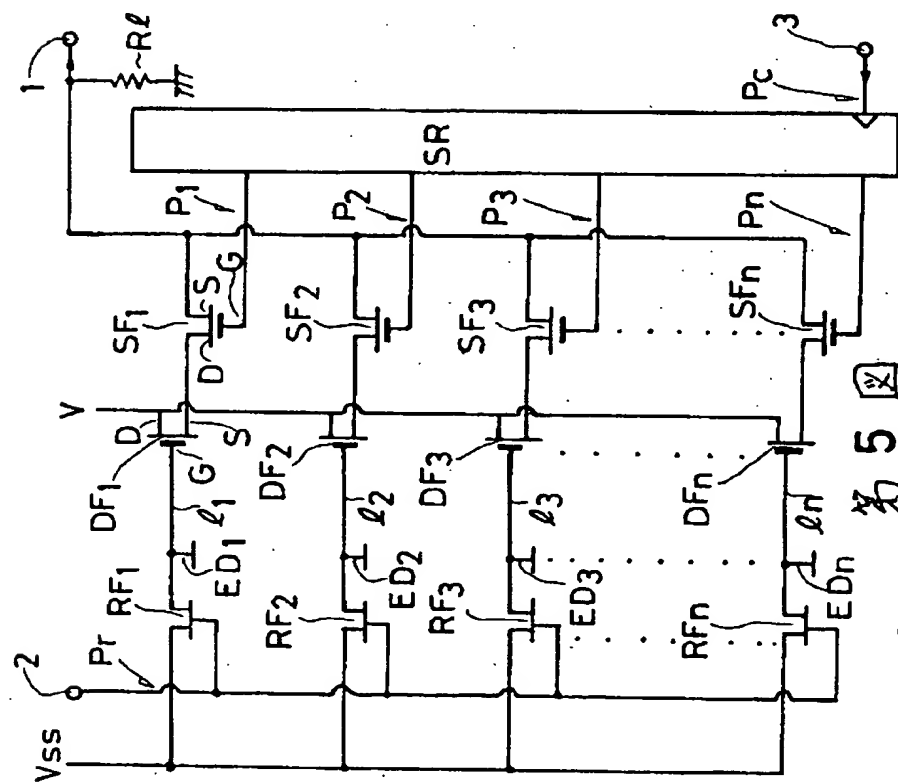 1
Rl
3
Pc
SR
P1
P2
P3
Pn
SF1
S
G
D
SF2
SF3
SFn
V
D
S
G
DF1
DF2
DF3
DFn
l1
l2
l3
ln
ED1
ED2
ED3
EDn
RF1
RF2
RF3
RFn
2
Pr
Vss
第5図